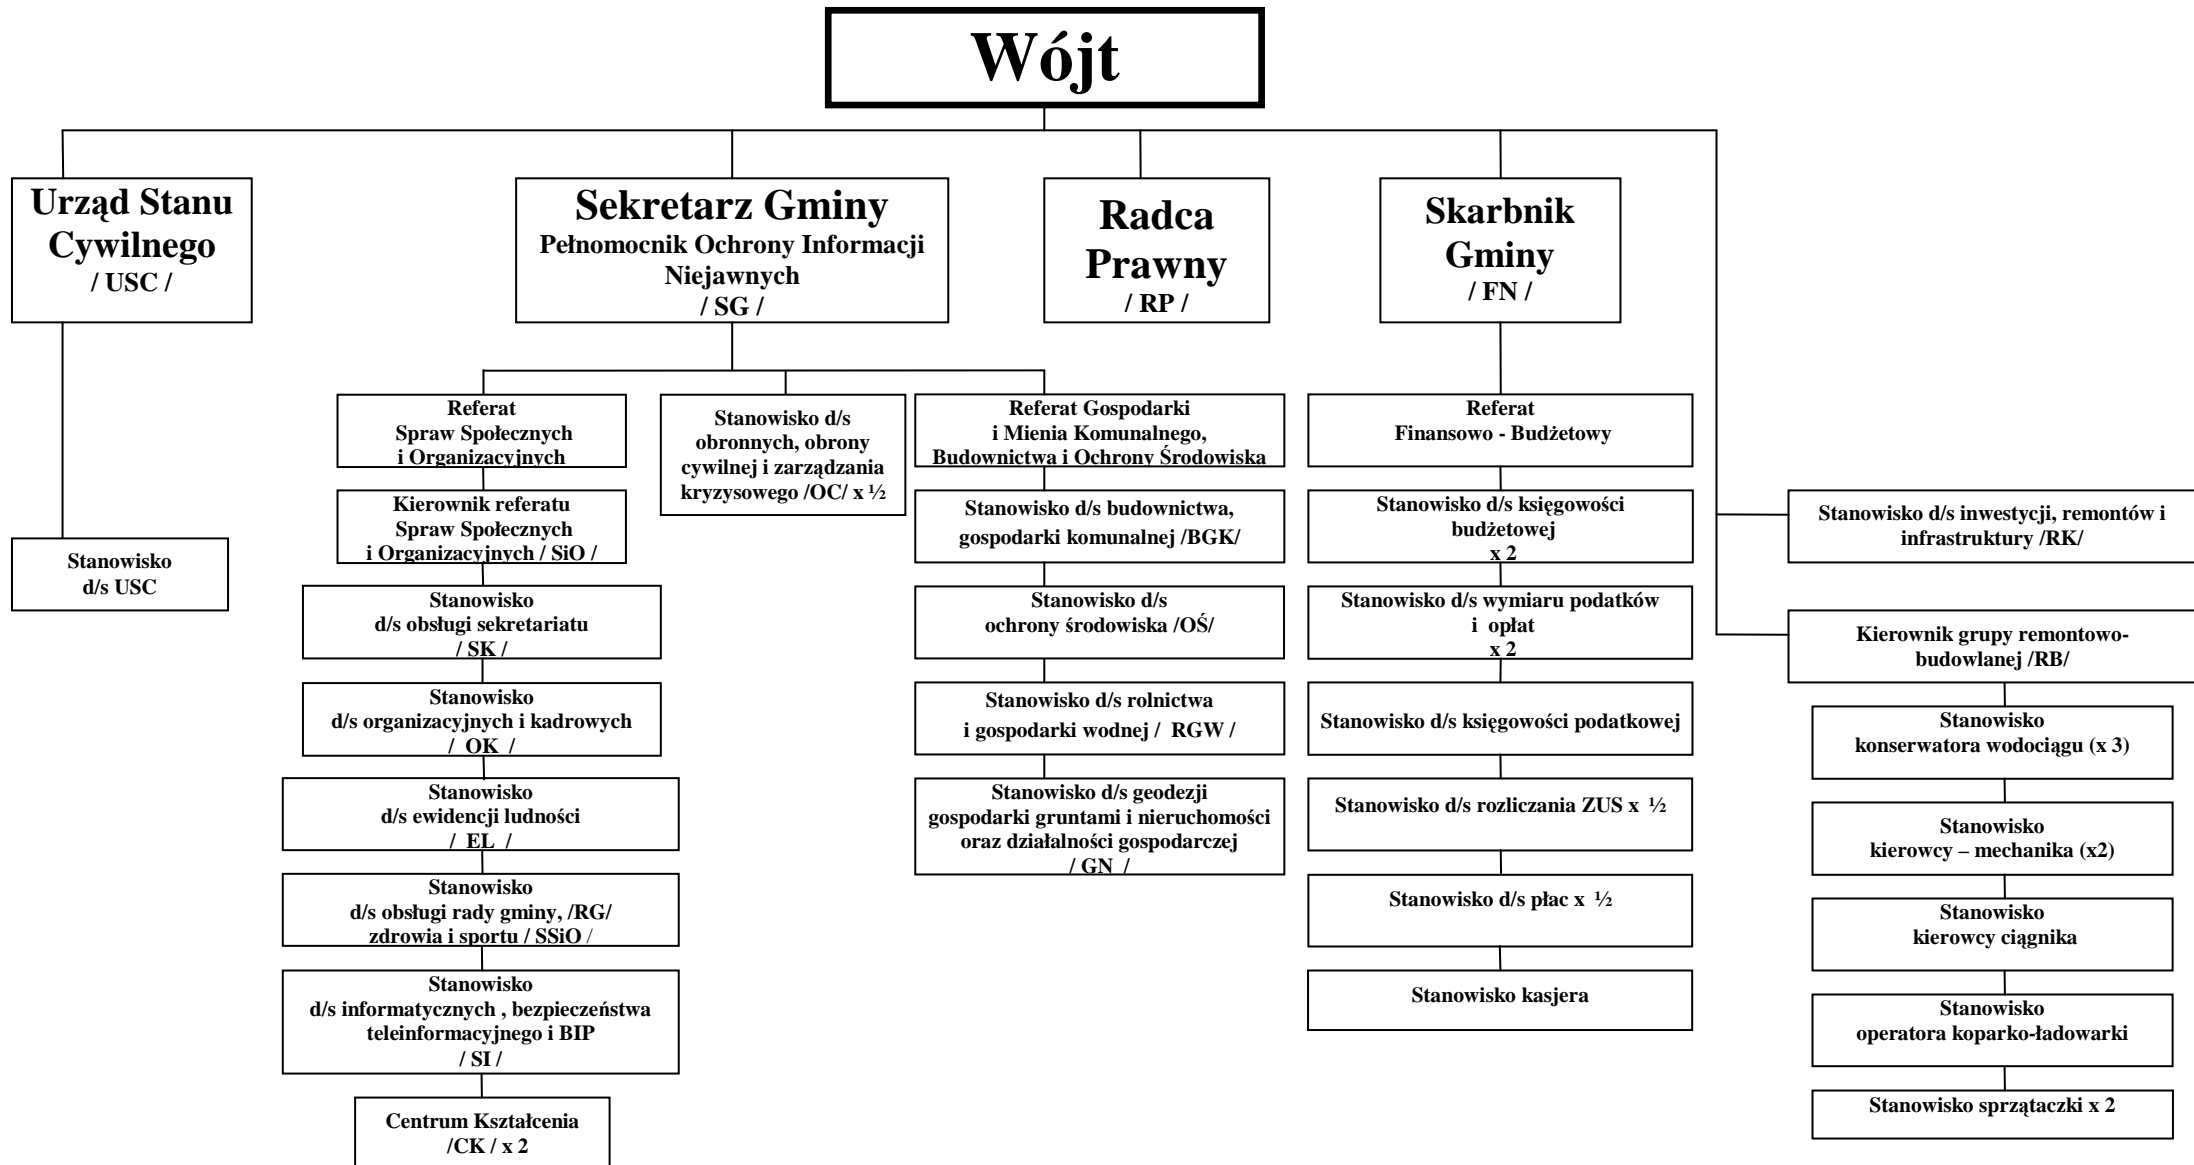 Wójt
Urząd Stanu
Cywilnego
/ USC /
Sekretarz Gminy
Pełnomocnik Ochrony Informacji
Niejawnych
/ SG /
Radca
Prawny
/ RP /
Skarbnik
Gminy
/ FN /
Stanowisko
d/s USC
Referat
Spraw Społecznych
i Organizacyjnych
Kierownik referatu
Spraw Społecznych
i Organizacyjnych / SiO /
Stanowisko
d/s obsługi sekretariatu
/ SK /
Stanowisko
d/s organizacyjnych i kadrowych
/ OK /
Stanowisko
d/s ewidencji ludności
/ EL /
Stanowisko
d/s obsługi rady gminy, /RG/
zdrowia i sportu / SSiO /
Stanowisko
d/s informatycznych , bezpieczeństwa
teleinformacyjnego i BIP
/ SI /
Centrum Kształcenia
/CK / x 2
Stanowisko d/s
obronnych, obrony
cywilnej i zarządzania
kryzysowego /OC/ x ½
Referat Gospodarki
i Mienia Komunalnego,
Budownictwa i Ochrony Środowiska
Stanowisko d/s budownictwa,
gospodarki komunalnej /BGK/
Stanowisko d/s
ochrony środowiska /OŚ/
Stanowisko d/s rolnictwa
i gospodarki wodnej / RGW /
Stanowisko d/s geodezji
gospodarki gruntami i nieruchomości
oraz działalności gospodarczej
/ GN /
Referat
Finansowo - Budżetowy
Stanowisko d/s księgowości
budżetowej
x 2
Stanowisko d/s wymiaru podatków
i opłat
x 2
Stanowisko d/s księgowości podatkowej
Stanowisko d/s rozliczania ZUS x ½
Stanowisko d/s płac x ½
Stanowisko kasjera
Stanowisko d/s inwestycji, remontów i
infrastruktury /RK/
Kierownik grupy remontowo-
budowlanej /RB/
Stanowisko
konserwatora wodociągu (x 3)
Stanowisko
kierowcy – mechanika (x2)
Stanowisko
kierowcy ciągnika
Stanowisko
operatora koparko-ładowarki
Stanowisko sprzątaczki x 2